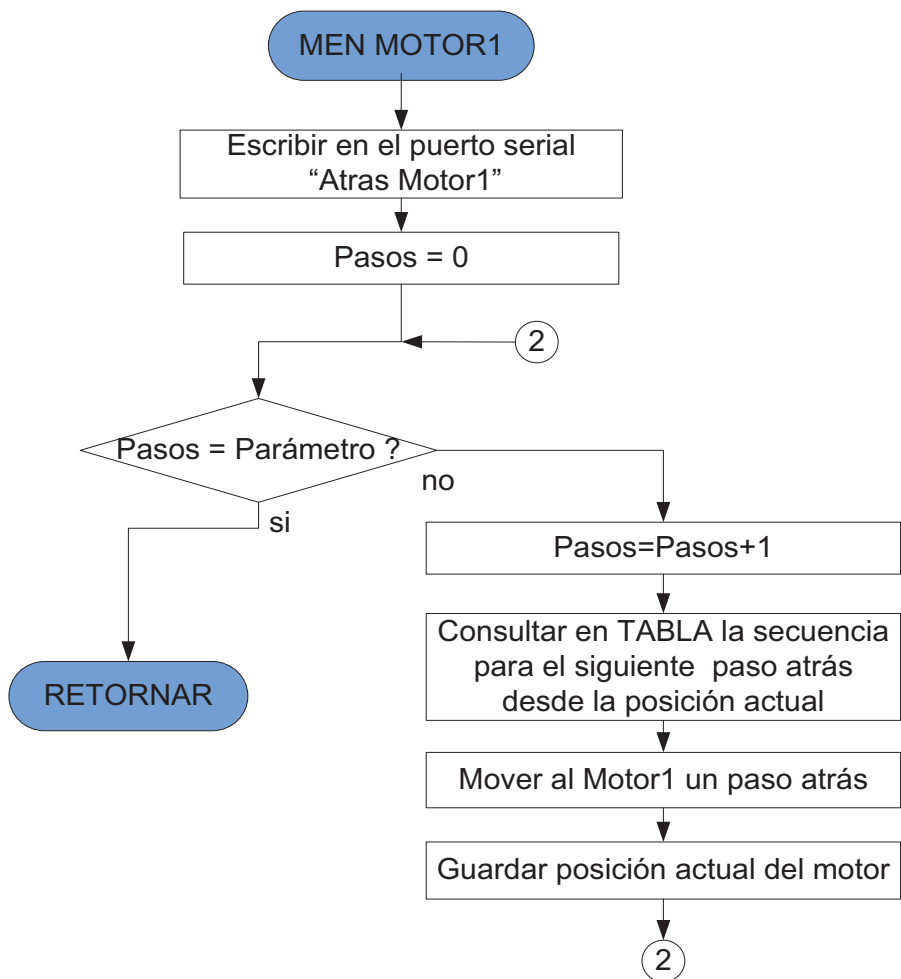 MEN MOTOR1
Escribir en el puerto serial
“Atras Motor1”
Pasos = 0
2
Pasos = Parámetro ?
no
si
Pasos=Pasos+1
Consultar en TABLA la secuencia
para el siguiente paso atrás
desde la posición actual
RETORNAR
Mover al Motor1 un paso atrás
Guardar posición actual del motor
2